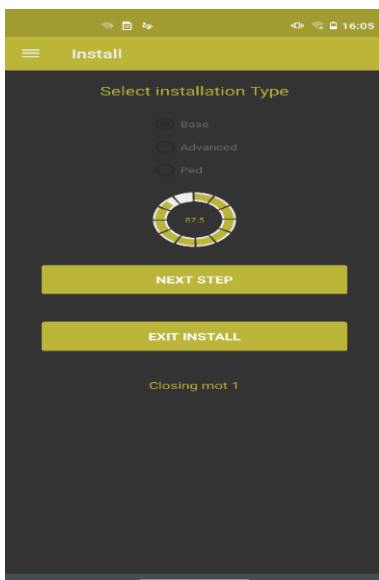 16:05
Install
Select installation Type
Base
Advanced
Ped
87.5
NEXT STEP
EXIT INSTALL
Closing mot 1